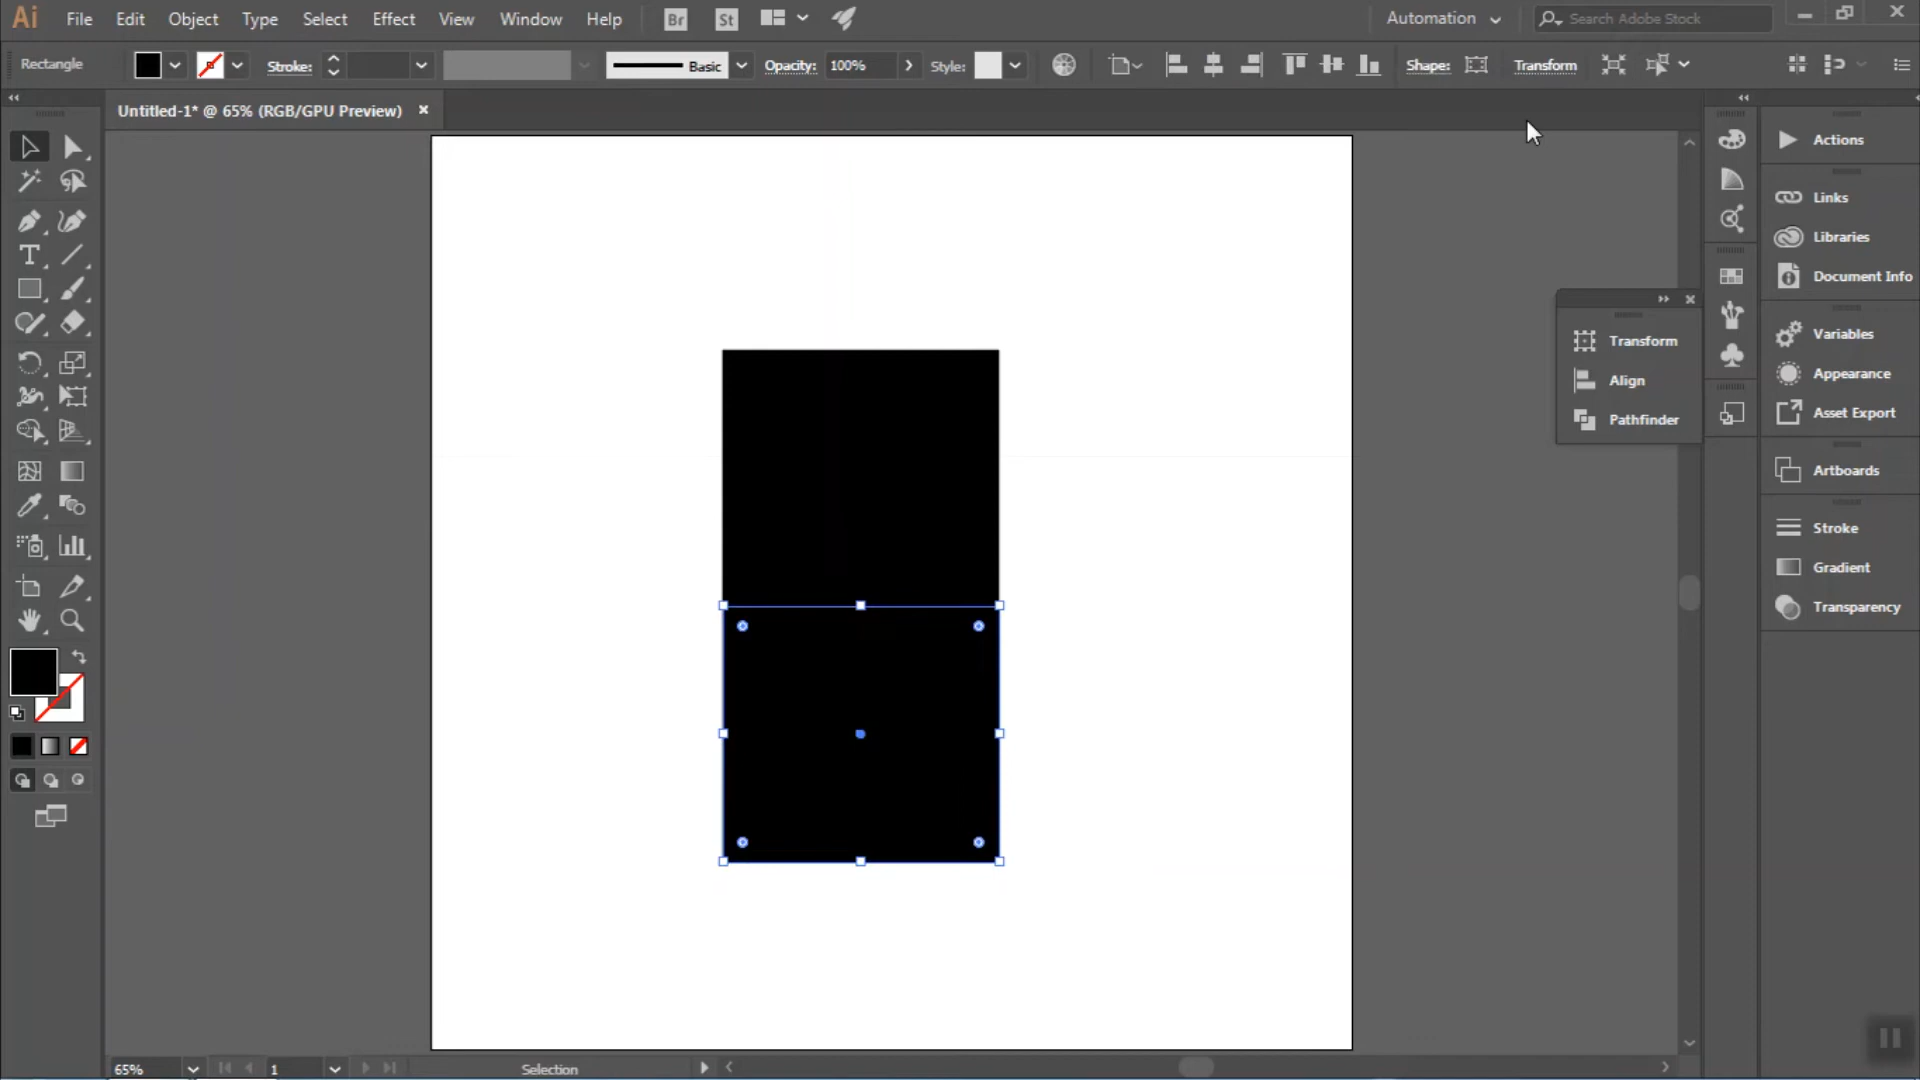 Ai File Edit Object Type Select Effect View Window Help Br St Automation Search Adobe Stock
Rectangle Stroke: Basic Opacity: 100% Style: Shape: Transform
Untitled-1* @ 65% (RGB/GPU Preview)
Actions
Links
Libraries
Document Info
Variables
Appearance
Asset Export
Artboards
Stroke
Gradient
Transparency
Transform
Align
Pathfinder
65% 1 Selection